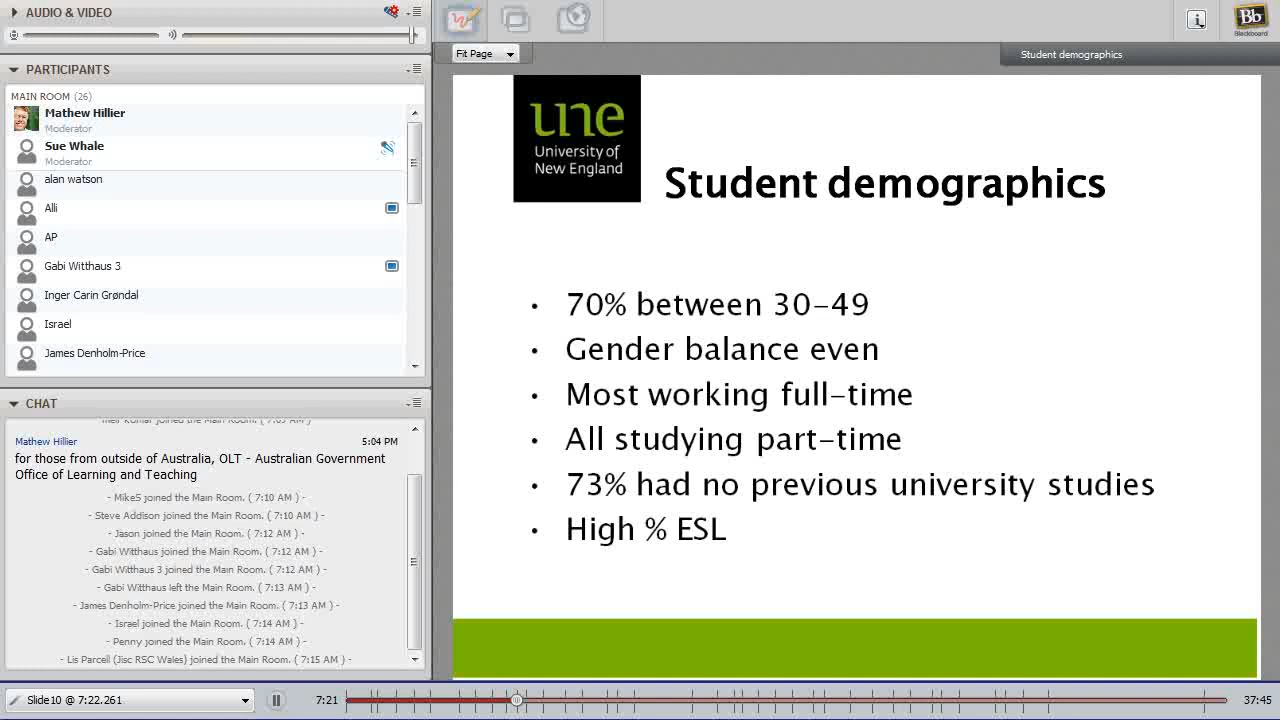 AUDIO & VIDEO
PARTICIPANTS
MAIN ROOM (26)
Mathew Hillier
Moderator
Sue Whale
Moderator
alan watson
Alli
AP
Gabi Witthaus 3
Inger Carin Grøndal
Israel
James Denholm-Price
CHAT
joined the Main Room.
Mathew Hillier 5:04 PM
for those from outside of Australia, OLT - Australian Government
Office of Learning and Teaching
- MikeS joined the Main Room. ( 7:10 AM ) -
- Steve Addison joined the Main Room. ( 7:10 AM ) -
- Jason joined the Main Room. ( 7:12 AM ) -
- Gabi Witthaus joined the Main Room. ( 7:12 AM ) -
- Gabi Witthaus 3 joined the Main Room. ( 7:12 AM ) -
- Gabi Witthaus left the Main Room. ( 7:13 AM ) -
- James Denholm-Price joined the Main Room. ( 7:13 AM ) -
- Israel joined the Main Room. ( 7:14 AM ) -
- Penny joined the Main Room. ( 7:14 AM ) -
- Lis Parcell (Jisc RSC Wales) joined the Main Room. ( 7:15 AM ) -
Slide10 @ 7:22.261
7:21
37:45
Bb
Blackboard
Fit Page
Student demographics
une
University of
New England
Student demographics
• 70% between 30-49
• Gender balance even
• Most working full-time
• All studying part-time
• 73% had no previous university studies
• High % ESL